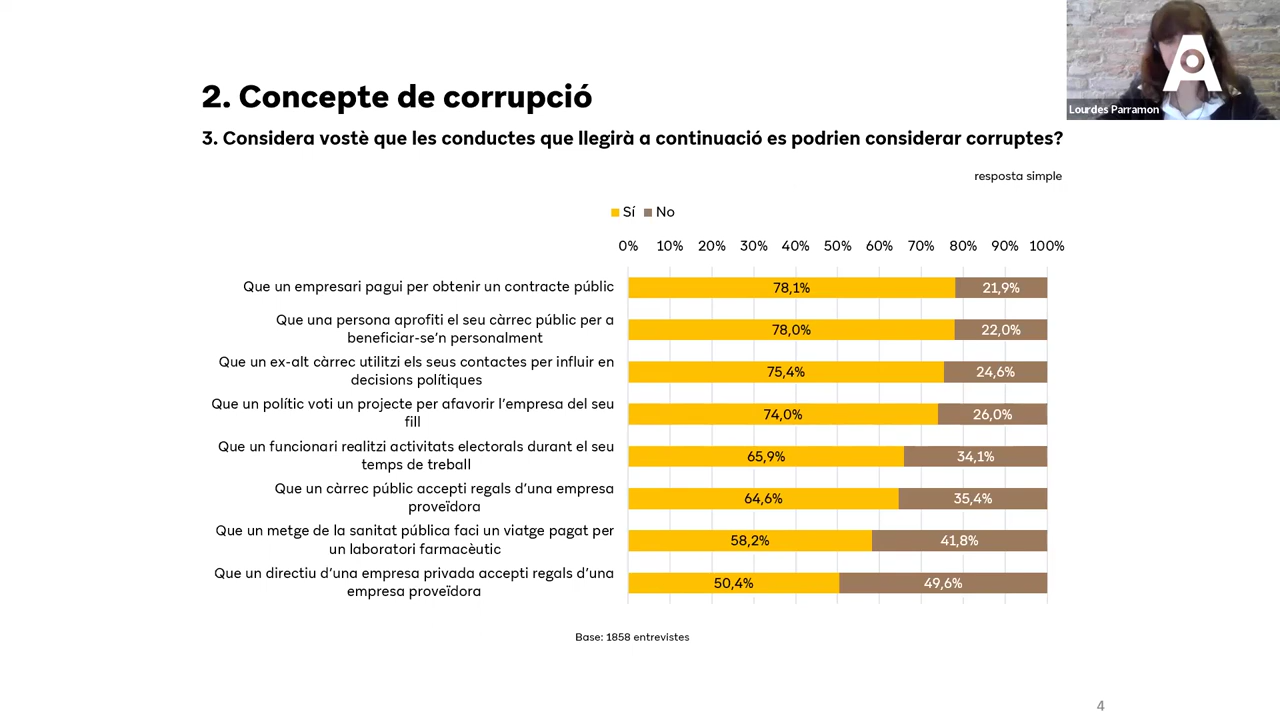 Lourdes Parramon
2. Concepte de corrupció
3. Considera vostè que les conductes que llegirà a continuació es podrien considerar corruptes?
resposta simple
Sí No
0% 10% 20% 30% 40% 50% 60% 70% 80% 90% 100%
Que un empresari pagui per obtenir un contracte públic
78,1% 21,9%
Que una persona aprofiti el seu càrrec públic per a
beneficiar-se'n personalment
78,0% 22,0%
Que un ex-alt càrrec utilitzi els seus contactes per influir en
decisions polítiques
75,4% 24,6%
Que un polític voti un projecte per afavorir l'empresa del seu
fill
74,0% 26,0%
Que un funcionari realitzi activitats electorals durant el seu
temps de treball
65,9% 34,1%
Que un càrrec públic accepti regals d'una empresa
proveïdora
64,6% 35,4%
Que un metge de la sanitat pública faci un viatge pagat per
un laboratori farmacèutic
58,2% 41,8%
Que un directiu d'una empresa privada accepti regals d'una
empresa proveïdora
50,4% 49,6%
Base: 1858 entrevistes
4